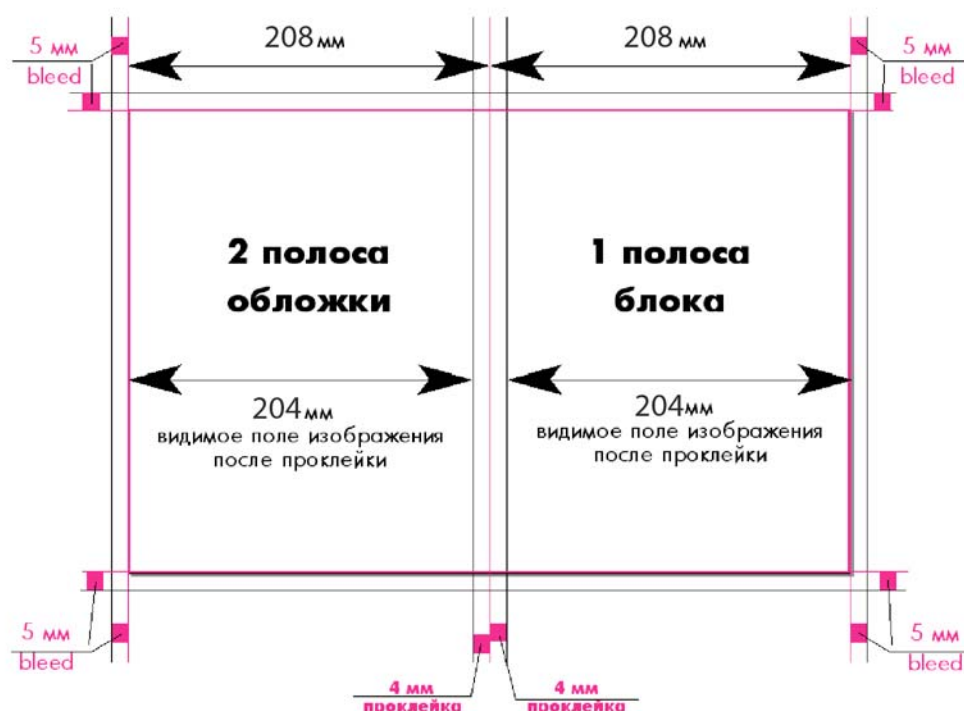 5 мм
bleed
208 мм
208 мм
5 мм
bleed
2 полоса
обложки
1 полоса
блока
204мм
видимое поле изображения
после проклейки
204мм
видимое поле изображения
после проклейки
5 мм
bleed
5 мм
bleed
4 мм
проклейка
4 мм
проклейка